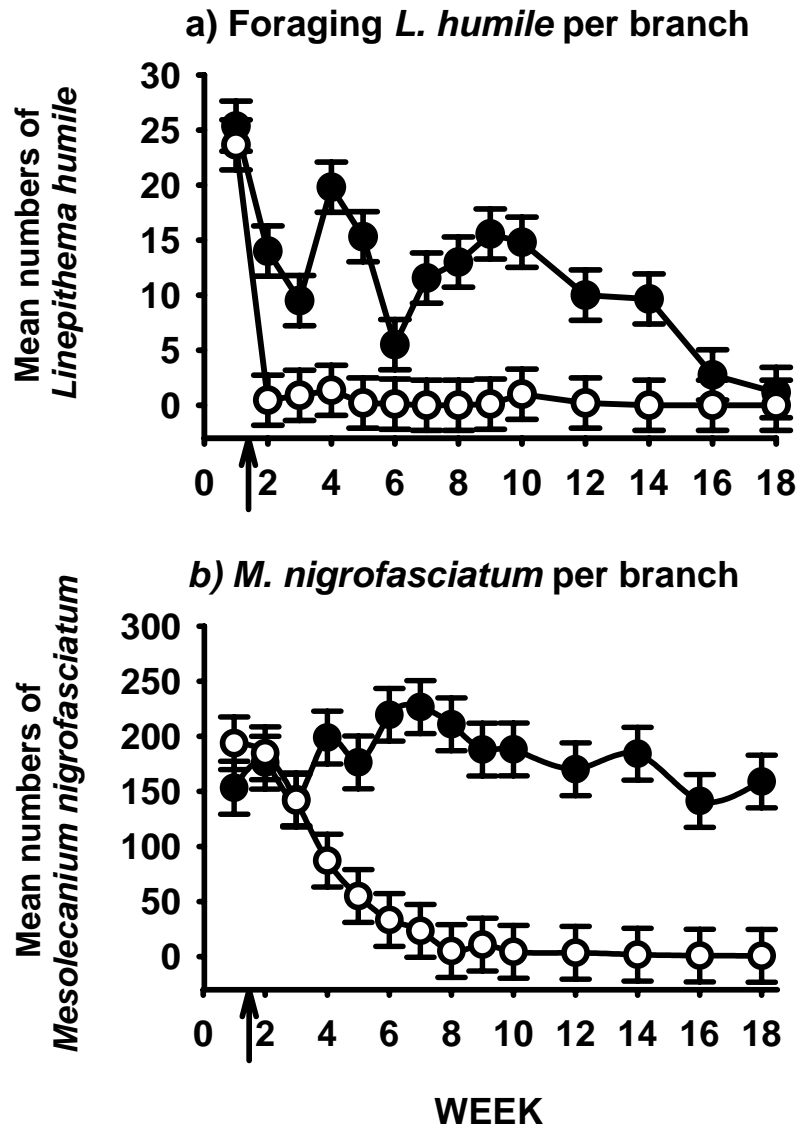 a) Foraging L. humile per branch
Mean numbers of
Linepithema humile
30
25
20
15
10
5
0
0 2 4 6 8 10 12 14 16 18
b) M. nigrofasciatum per branch
Mean numbers of
Mesolecanium nigrofasciatum
300
250
200
150
100
50
0
0 2 4 6 8 10 12 14 16 18
WEEK